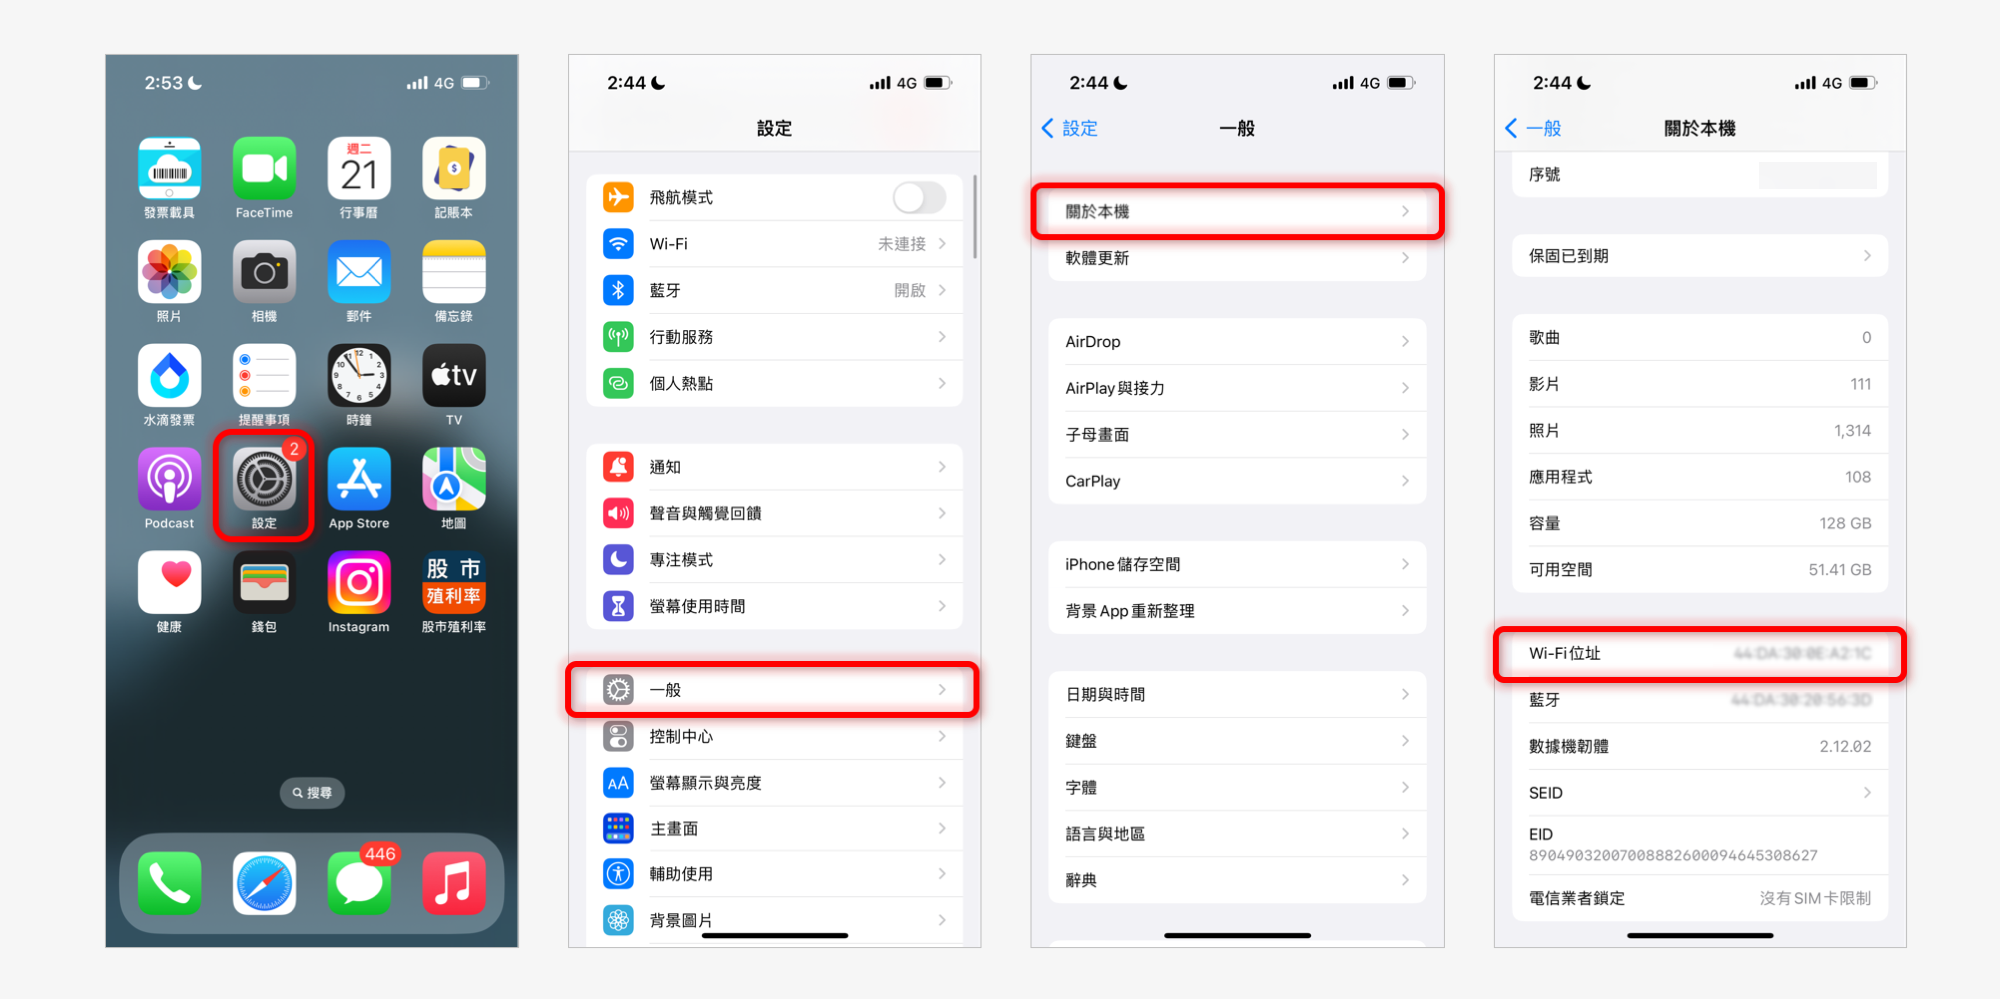 2:53
4G
週二
21
$
發票載具
FaceTime
行事曆
記帳本
照片
相機
郵件
備忘錄
tv
水滴發票
提醒事項
時鐘
TV
2
Podcast
設定
App Store
地圖
股 市
殖利率
健康
錢包
Instagram
股市殖利率
搜尋
446
2:44
4G
設定
飛航模式
Wi-Fi
未連接
藍牙
開啟
行動服務
個人熱點
通知
聲音與觸覺回饋
專注模式
螢幕使用時間
一般
控制中心
AA
螢幕顯示與亮度
主畫面
輔助使用
背景圖片
2:44
4G
設定
一般
關於本機
軟體更新
AirDrop
AirPlay與接力
子母畫面
CarPlay
iPhone儲存空間
背景App重新整理
日期與時間
鍵盤
字體
語言與地區
辭典
2:44
4G
一般
關於本機
序號
保固已到期
歌曲
0
影片
111
照片
1,314
應用程式
108
容量
128 GB
可用空間
51.41 GB
Wi-Fi位址
藍牙
數據機韌體
2.12.02
SEID
EID
89049032007008882600094645308627
電信業者鎖定
沒有SIM卡限制